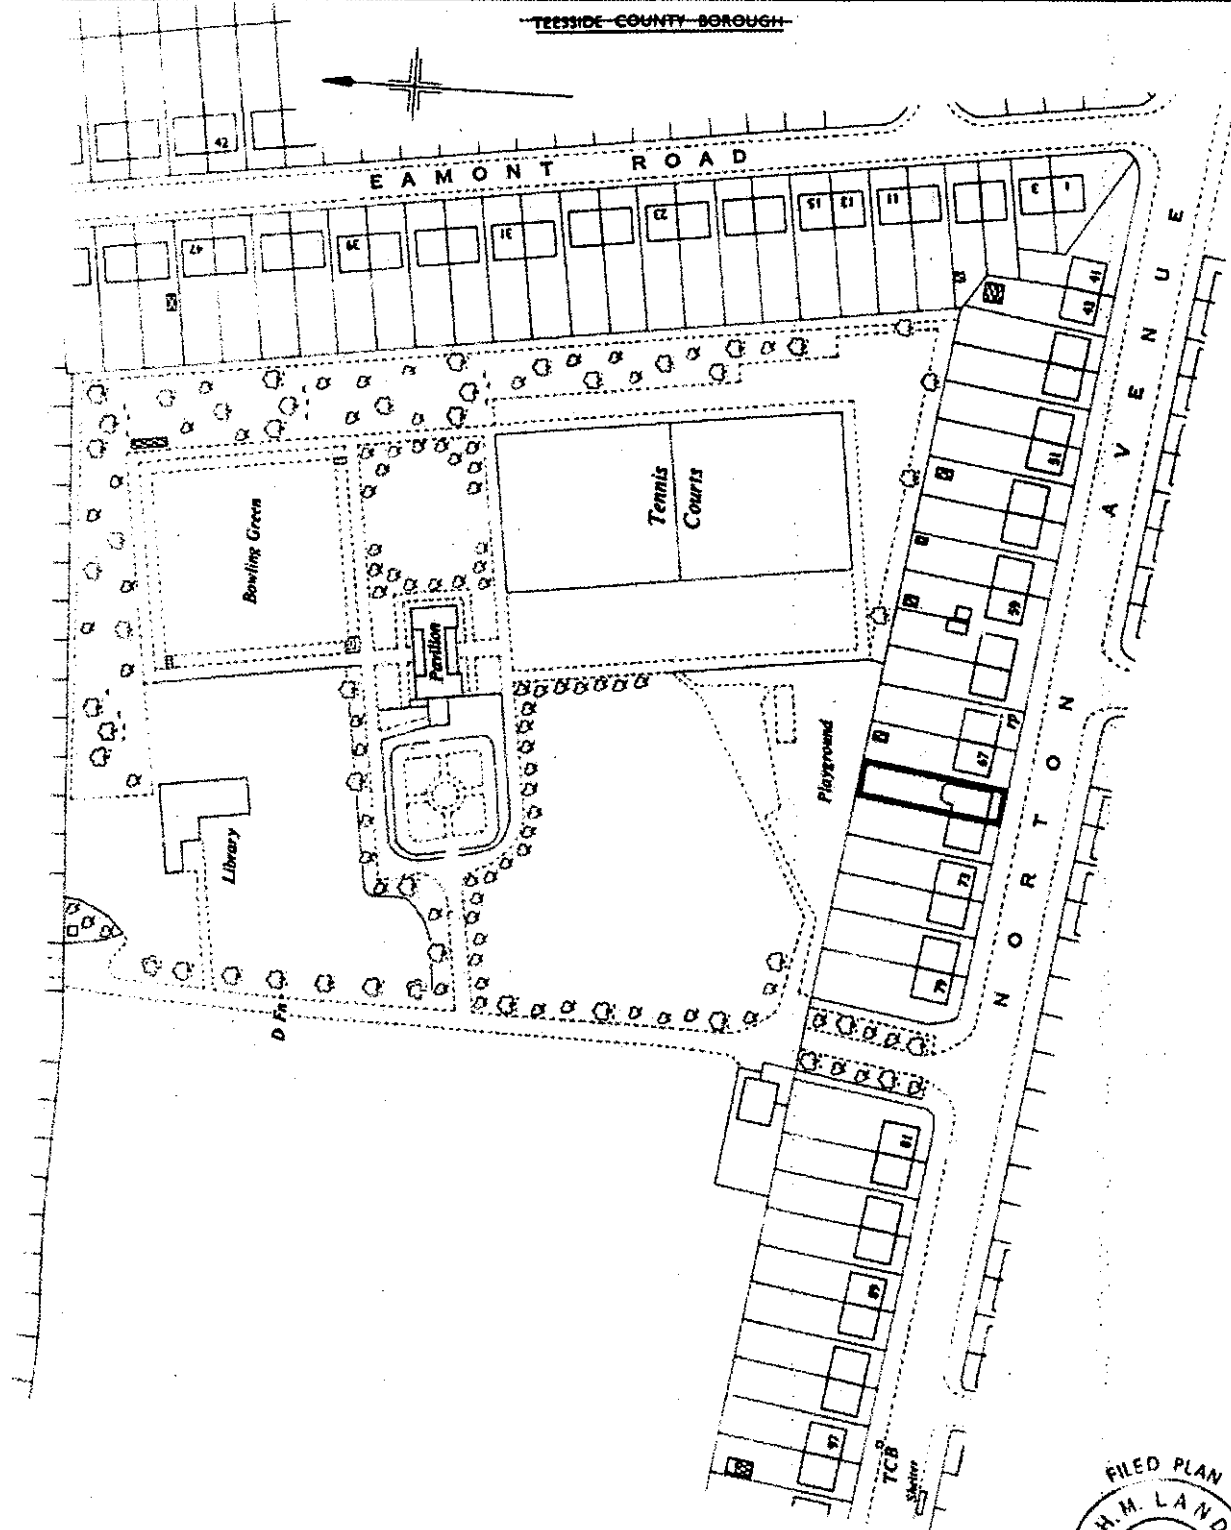 TEESSIDE COUNTY BOROUGH
42
EAMONT ROAD
47
39
31
23
15 13
11
3 1
41
43
51
59
67
73
79
81
89
97
NORTON AVENUE
Tennis
Courts
Bowling Green
Pavilion
Playground
Library
D Fn
TCB
Shelter
FILED PLAN
H.M. LAND